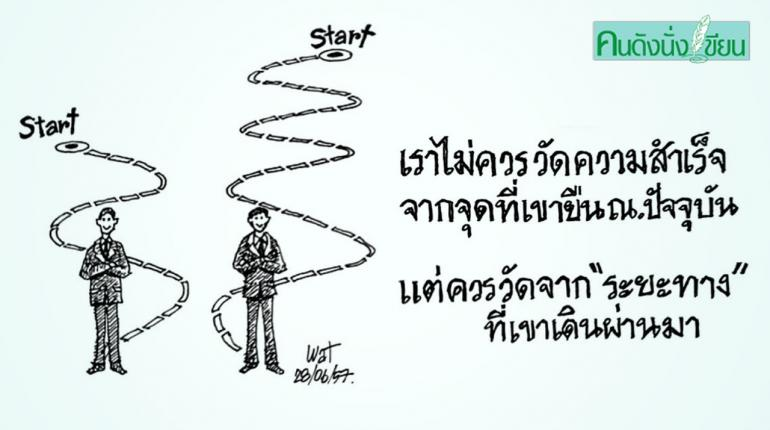 Start
Start
คนดังนั่งเขียน
เราไม่ควรวัดความสำเร็จ
จากจุดที่เขายืนณ.ปัจจุบัน
แต่ควรวัดจาก"ระยะทาง"
ที่เขาเดินผ่านมา
Wat
28/06/57.